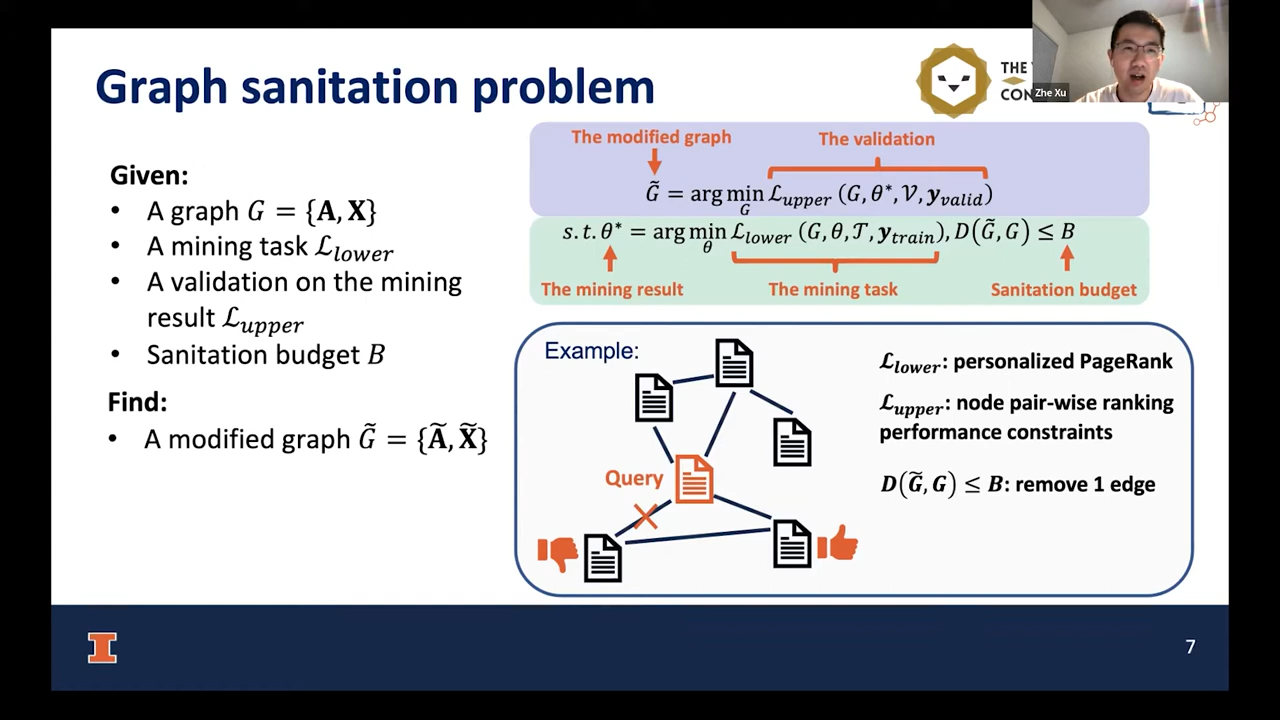 Graph sanitation problem
THE
CON
Zhe Xu
Given:
• A graph G = {A, X}
• A mining task ℒ_lower
• A validation on the mining
result ℒ_upper
• Sanitation budget B
Find:
• A modified graph G̃ = {Ã, X̃}
The modified graph
The validation
G̃ = arg min_G ℒ_upper (G, θ*, 𝒱, y_valid)
s.t. θ* = arg min_θ ℒ_lower (G, θ, 𝒯, y_train), D(G̃, G) ≤ B
The mining result
The mining task
Sanitation budget
Example:
Query
ℒ_lower: personalized PageRank
ℒ_upper: node pair-wise ranking
performance constraints
D(G̃, G) ≤ B: remove 1 edge
I
7